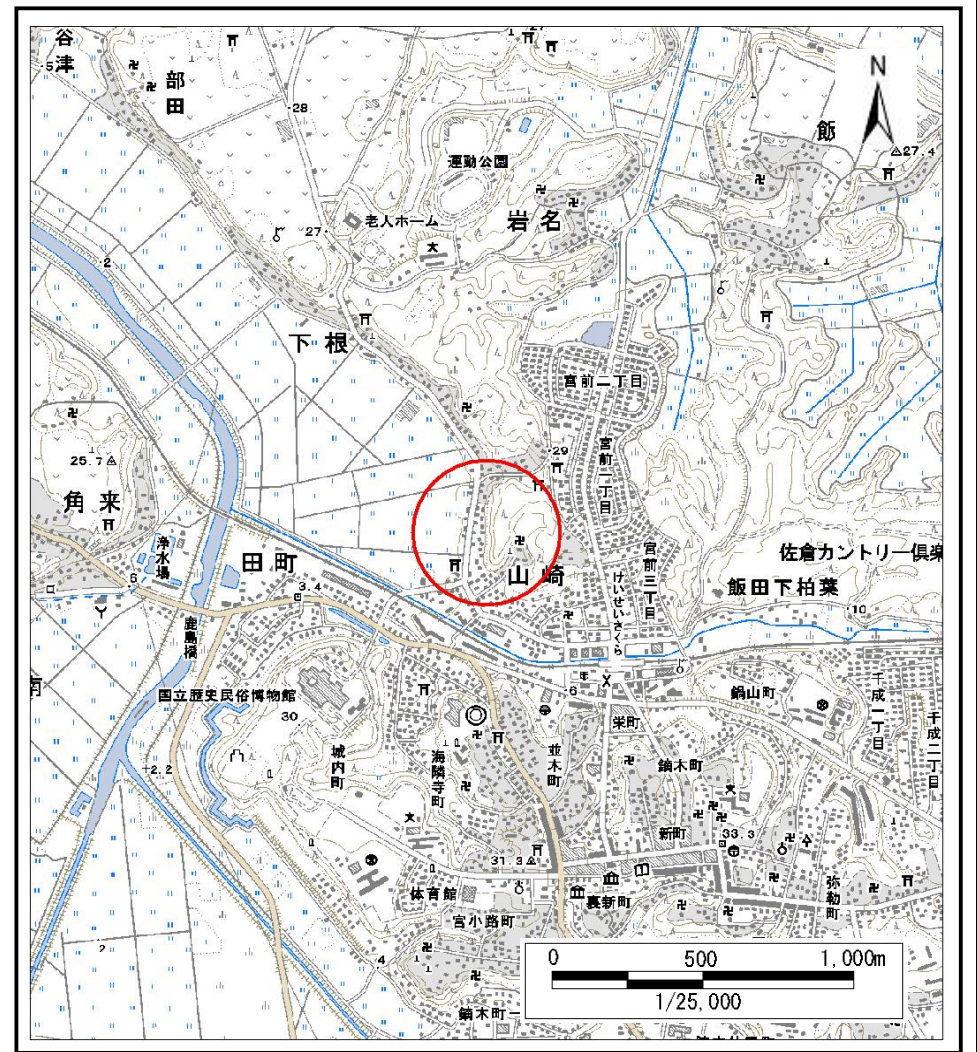 谷津
5
部田
28
N
飯
27.4
運動公園
老人ホーム
27
岩名
30
2
下根
宮前二丁目
宮前一丁目
29
25.7
角来
浄水場
6
田町
3.4
山崎
けいせいさくら
宮前三丁目
佐倉カントリー倶楽
飯田下柏葉
10
20
鹿島橋
南
国立歴史民俗博物館
30
城内町
海隣寺町
並木町
6
栄町
鍋山町
千成一丁目
千成二丁目
鏑木町
新町
33.3
2.2
31.3
体育館
宮小路町
裏新町
弥勒町
2
4
鏑木町一
0 500 1,000m
1/25,000